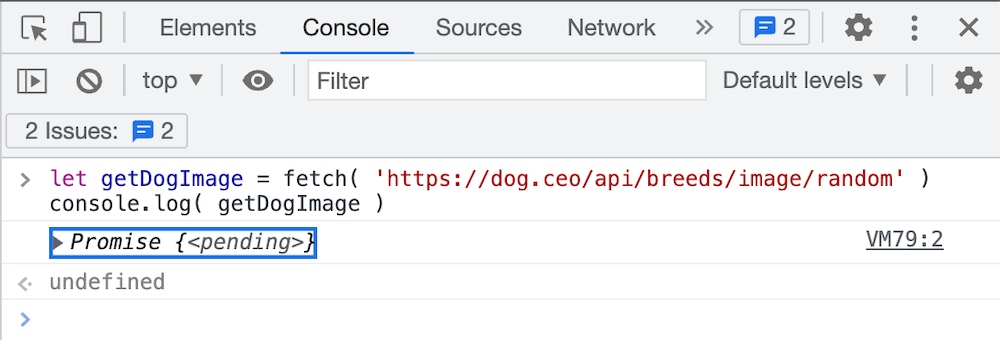 Elements Console Sources Network » 2
top ▼ Filter Default levels ▼
2 Issues: 2
> let getDogImage = fetch( 'https://dog.ceo/api/breeds/image/random' )
console.log( getDogImage )
▶ Promise {<pending>} VM79:2
undefined
>